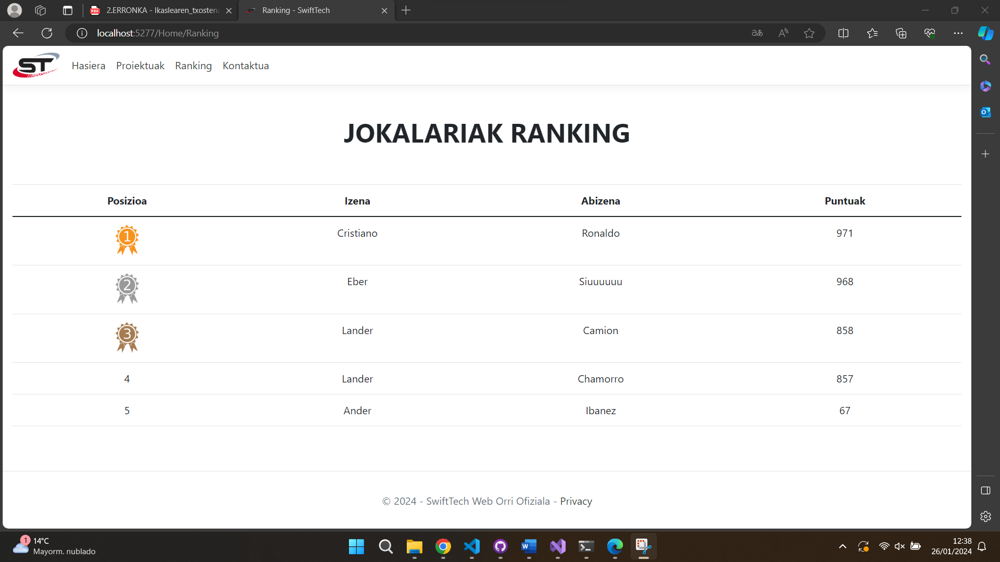 2.ERRONKA - Ikaslearen_txostena
Ranking - SwiftTech
localhost:5277/Home/Ranking
ST Hasiera Proiektuak Ranking Kontaktua
JOKALARIAK RANKING
Posizioa Izena Abizena Puntuak
1 Cristiano Ronaldo 971
2 Eber Siuuuuuu 968
3 Lander Camion 858
4 Lander Chamorro 857
5 Ander Ibanez 67
© 2024 - SwiftTech Web Orri Ofiziala - Privacy
1 14°C
Mayorm. nublado
12:38
26/01/2024